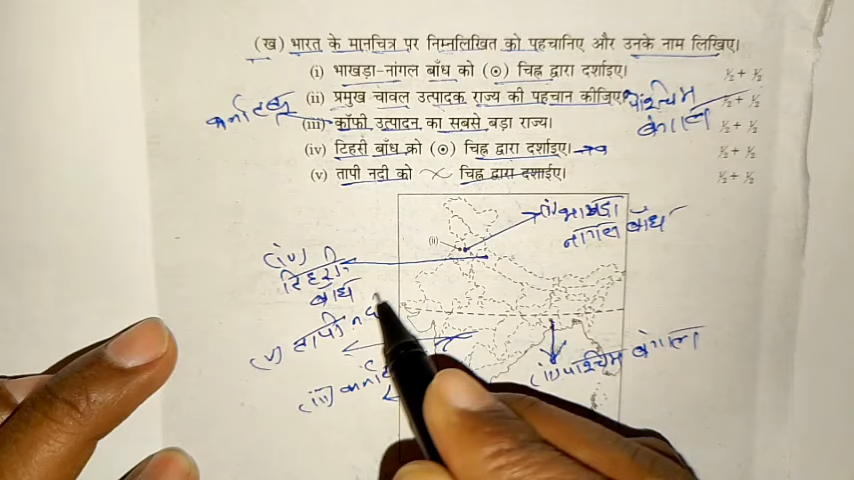 (ख) भारत के मानचित्र पर निम्नलिखित को पहचानिए और उनके नाम लिखिए।
(i) भाखड़ा-नांगल बाँध को (⊙) चिह्न द्वारा दर्शाइए। ½ + ½
(ii) प्रमुख चावल उत्पादक राज्य की पहचान कीजिए। पश्चिम बंगाल ½ + ½
कर्नाटक (iii) कॉफी उत्पादन का सबसे बड़ा राज्य। ½ + ½
(iv) टिहरी बाँध को (⊙) चिह्न द्वारा दर्शाइए। ½ + ½
(v) तापी नदी को चिह्न द्वारा दर्शाइए। ½ + ½
(i) भाखड़ा
नागल बाँध
(ii)
(iv)
टिहरी
बाँध
(v) तापी
(ii) पश्चिम बंगाल
(iii)